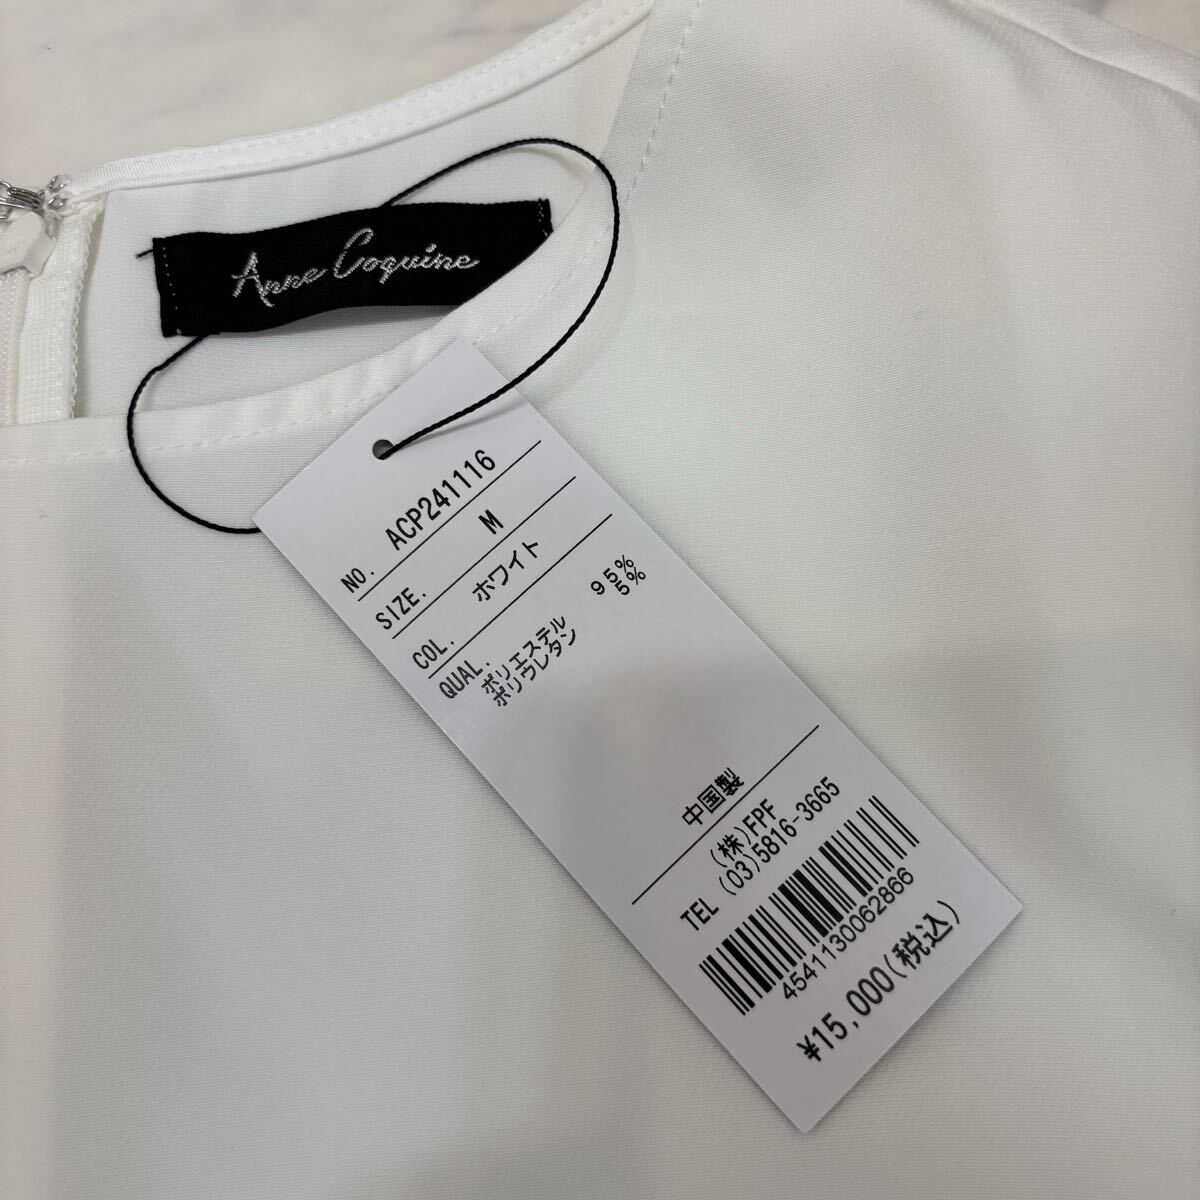 Anne Coquine
NO. ACP241116
SIZE. M
COL. ホワイト
QUAL. ポリエステル 95%
ポリウレタン 5%
中国製
(株)FPF
TEL (03)5816-3665
4541130062866
¥15,000(税込)